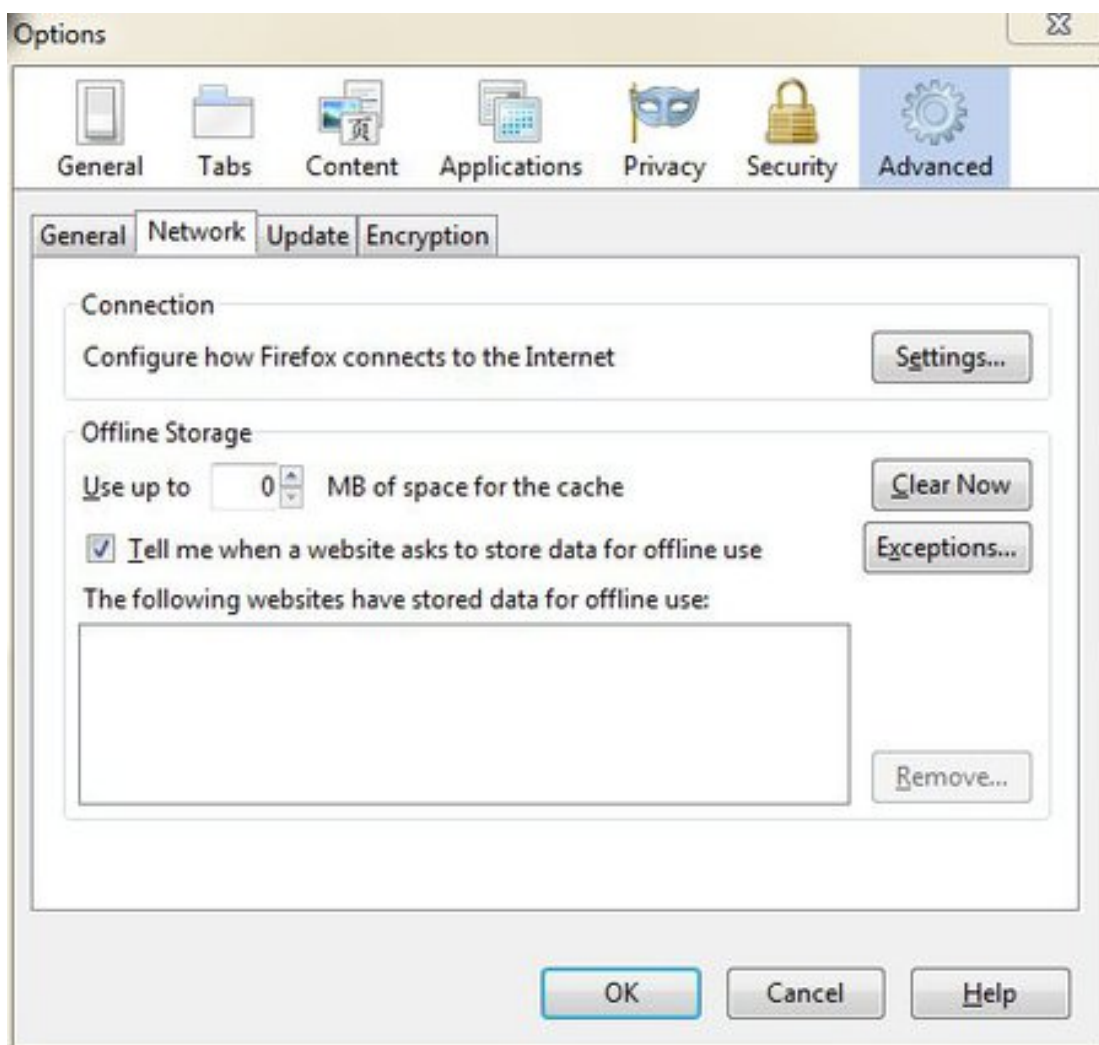 Options
General Tabs Content Applications Privacy Security Advanced
General Network Update Encryption
Connection
Configure how Firefox connects to the Internet Settings...
Offline Storage
Use up to 0 MB of space for the cache Clear Now
Tell me when a website asks to store data for offline use Exceptions...
The following websites have stored data for offline use:
Remove...
OK Cancel Help
页